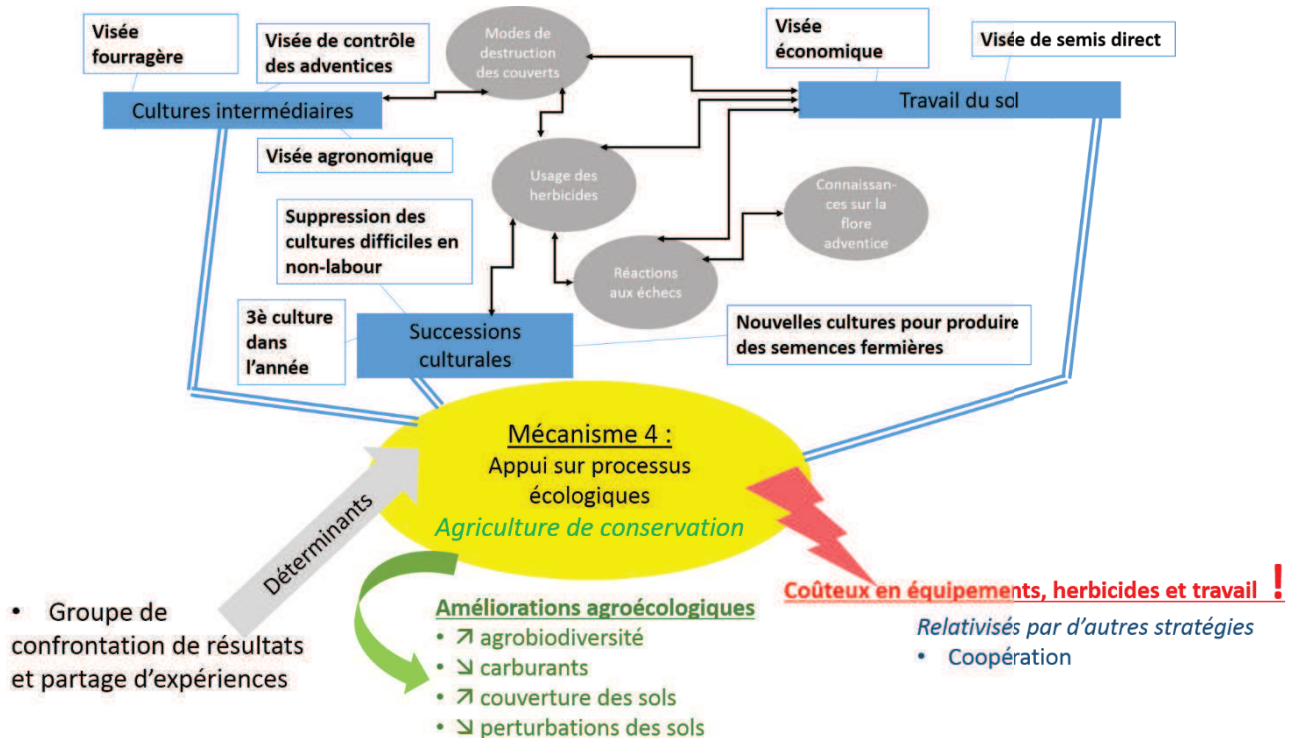 Visée
fourragère
Visée de contrôle
des adventices
Modes de
destruction
des couverts
Visée
économique
Visée de semis direct
Cultures intermédiaires
Travail du sol
Visée agronomique
Usage des
herbicides
Connaissan-
ces sur la
flore
adventice
Suppression des
cultures difficiles en
non-labour
Réactions
aux échecs
3è culture
dans
l'année
Successions
culturales
Nouvelles cultures pour produire
des semences fermières
Mécanisme 4 :
Appui sur processus
écologiques
Agriculture de conservation
Déterminants
• Groupe de
confrontation de résultats
et partage d'expériences
Améliorations agroécologiques
• ↗ agrobiodiversité
• ↘ carburants
• ↗ couverture des sols
• ↘ perturbations des sols
Coûteux en équipements, herbicides et travail !
Relativisés par d'autres stratégies
• Coopération